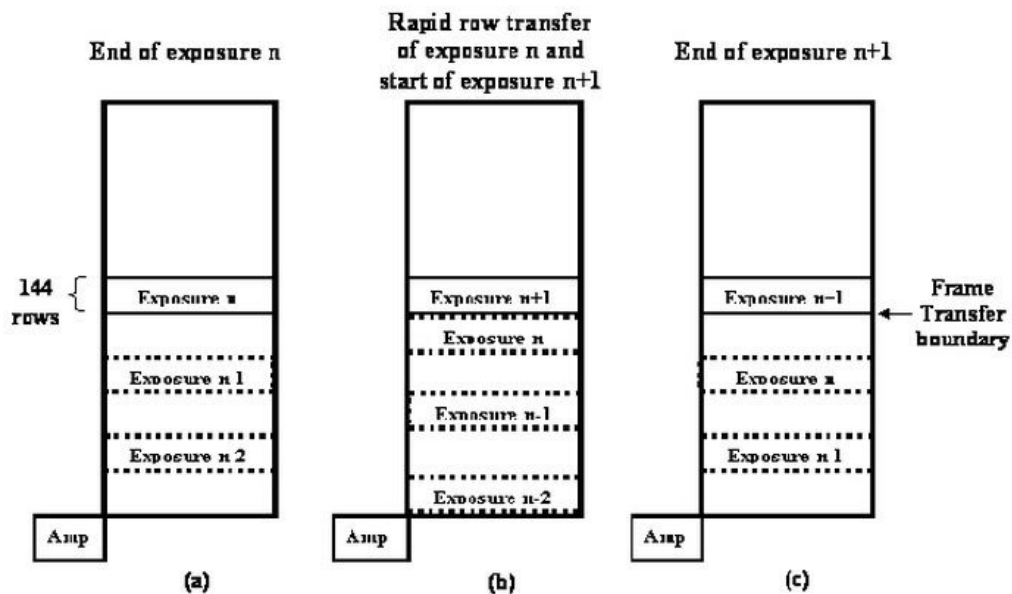 End of exposure n
Rapid row transfer
of exposure n and
start of exposure n+1
End of exposure n+1
144
rows
Exposure n
Exposure n 1
Exposure n 2
Amp
(a)
Exposure n+1
Exposure n
Exposure n-1
Exposure n-2
(b)
Exposure n−1
Exposure n
Exposure n 1
Amp
(c)
Frame
Transfer
boundary